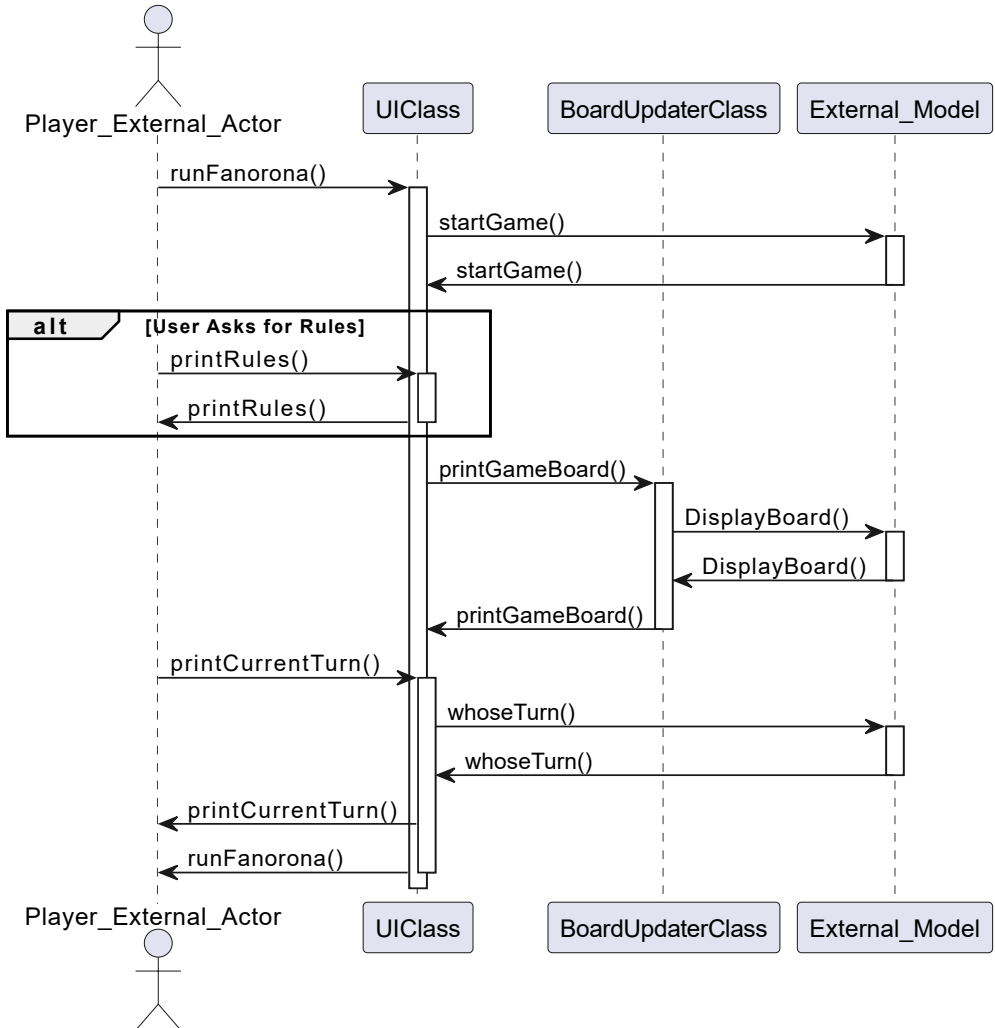 Player_External_Actor
UIClass
BoardUpdaterClass
External_Model
runFanorona()
startGame()
startGame()
alt
[User Asks for Rules]
printRules()
printRules()
printGameBoard()
DisplayBoard()
DisplayBoard()
printGameBoard()
printCurrentTurn()
whoseTurn()
whoseTurn()
printCurrentTurn()
runFanorona()
Player_External_Actor
UIClass
BoardUpdaterClass
External_Model